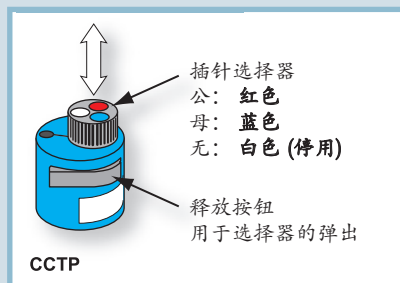 插针选择器
公： 红色
母： 蓝色
无： 白色 (停用)
释放按钮
用于选择器的弹出
CCTP